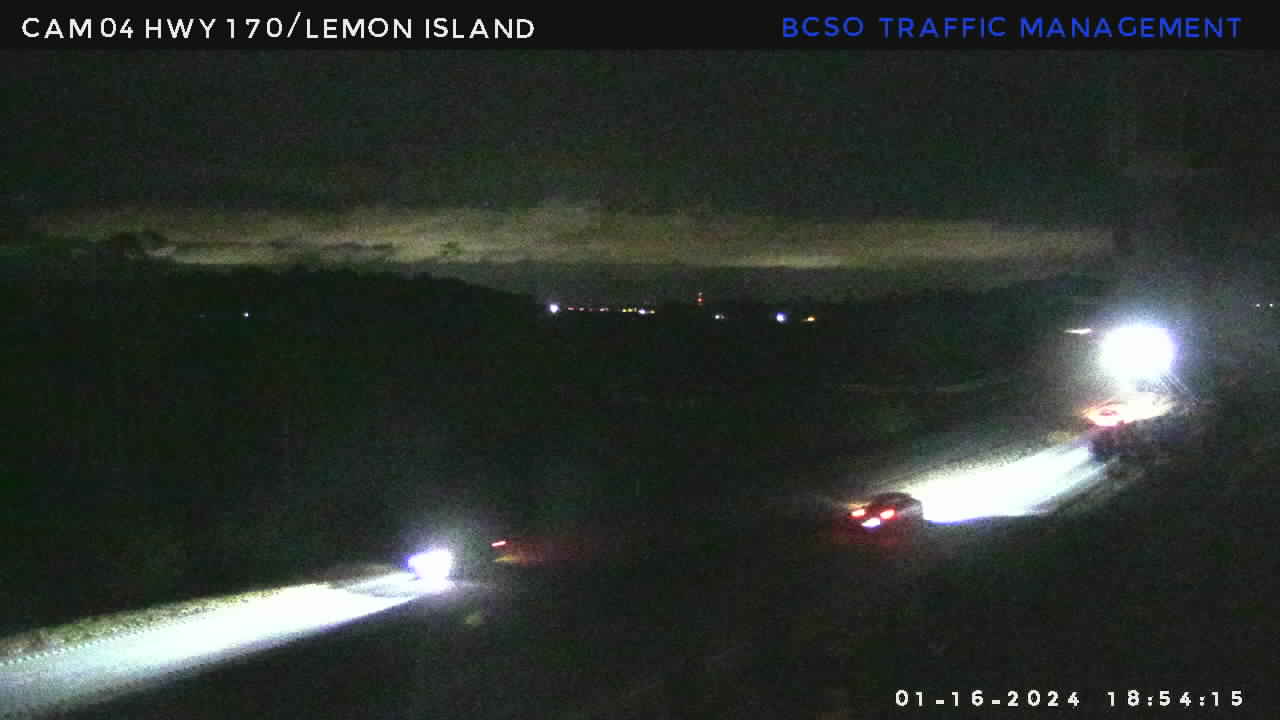 CAM04 HWY 170/LEMON ISLAND
BCSO TRAFFIC MANAGEMENT
01-16-2024 18:54:15